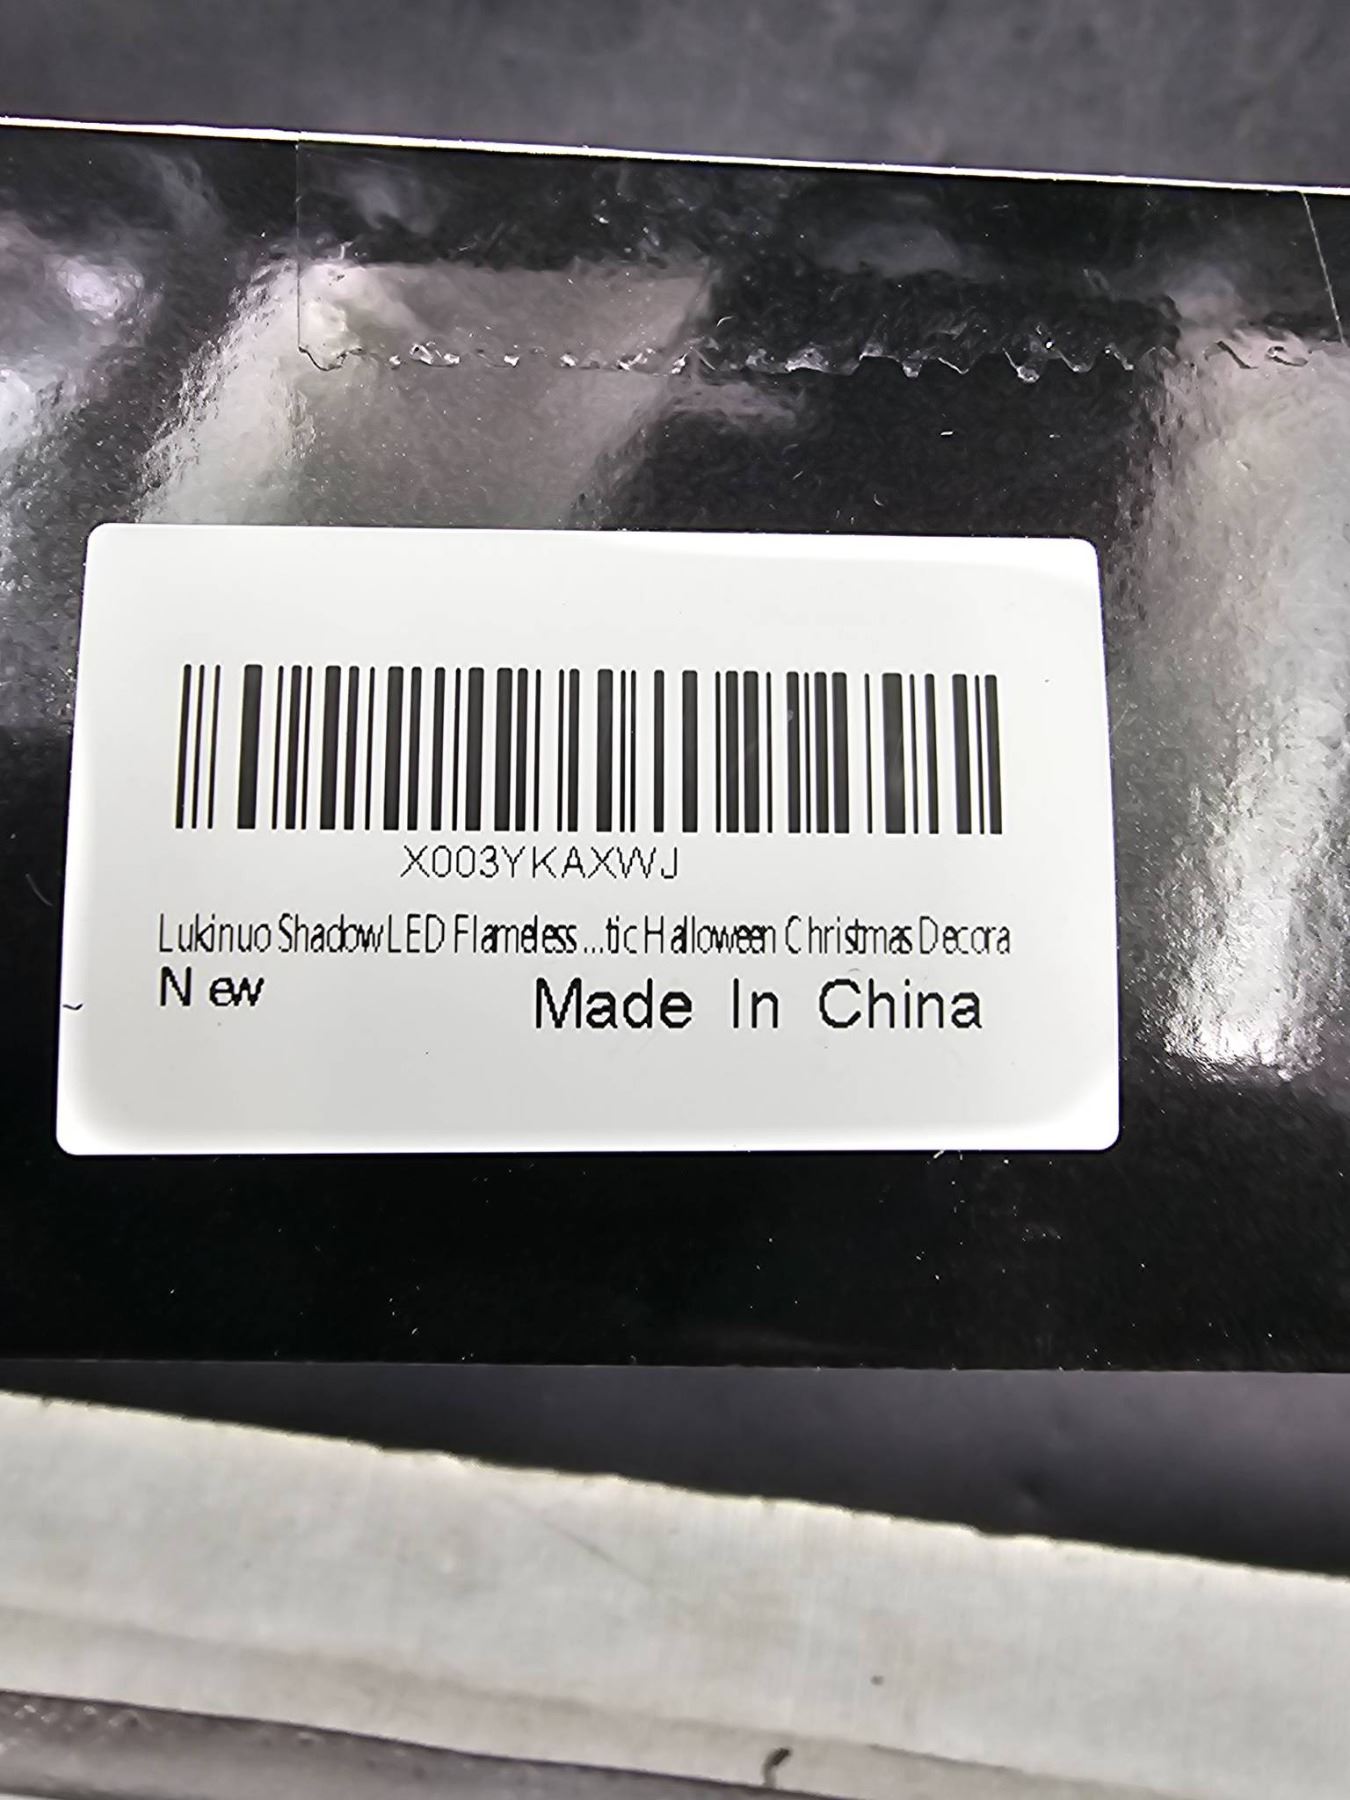 X003YKAXWJ
Lukinuo Shadow LED Flameless ...tic Halloween Christmas Decora
New
Made In China